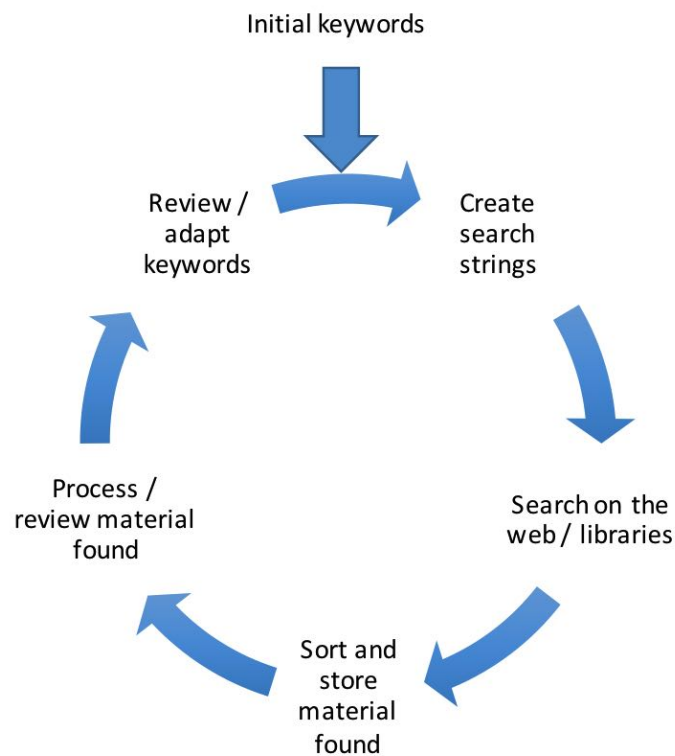 Initial keywords
Review /
adapt
keywords
Create
search
strings
Search on the
web / libraries
Sort and
store
material
found
Process /
review material
found